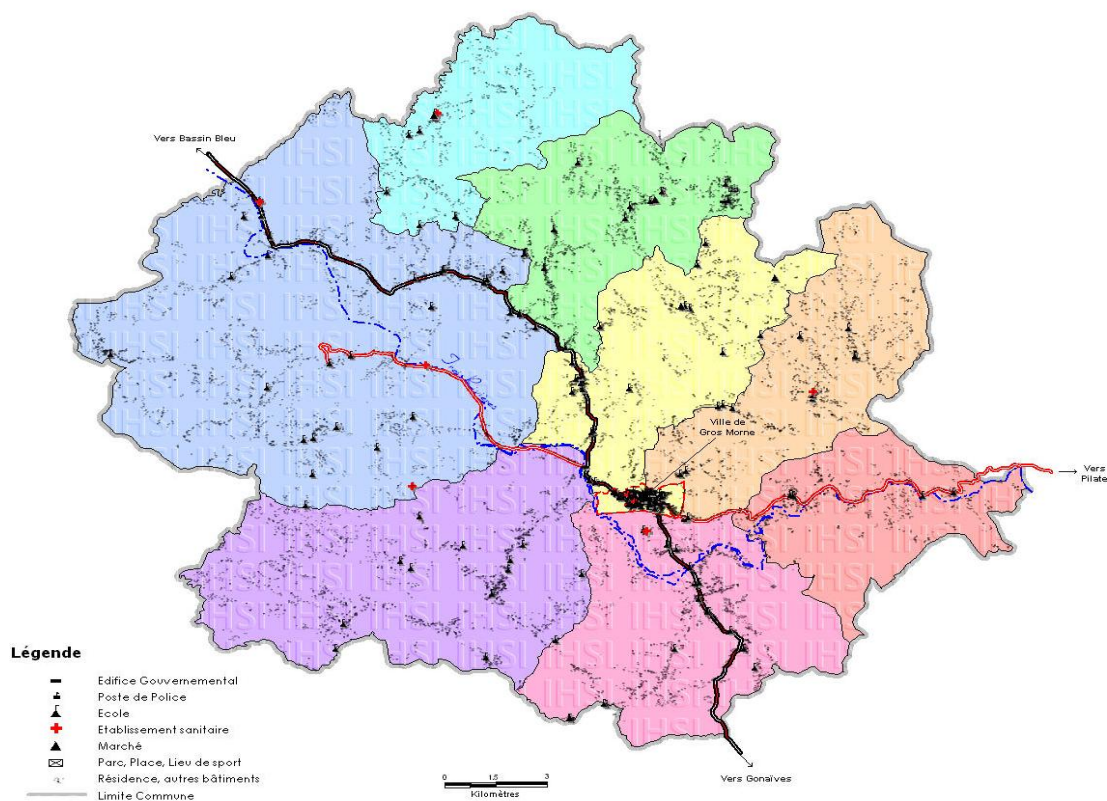 Vers Bassin Bleu
Ville de
Gros Morne
Vers
Pilate
Légende
Edifice Gouvernemental
Poste de Police
Ecole
Etablissement sanitaire
Marché
Parc, Place, Lieu de sport
Résidence, autres bâtiments
Limite Commune
0 1.5 3
Kilomètres
Vers Gonaïves
IHSI